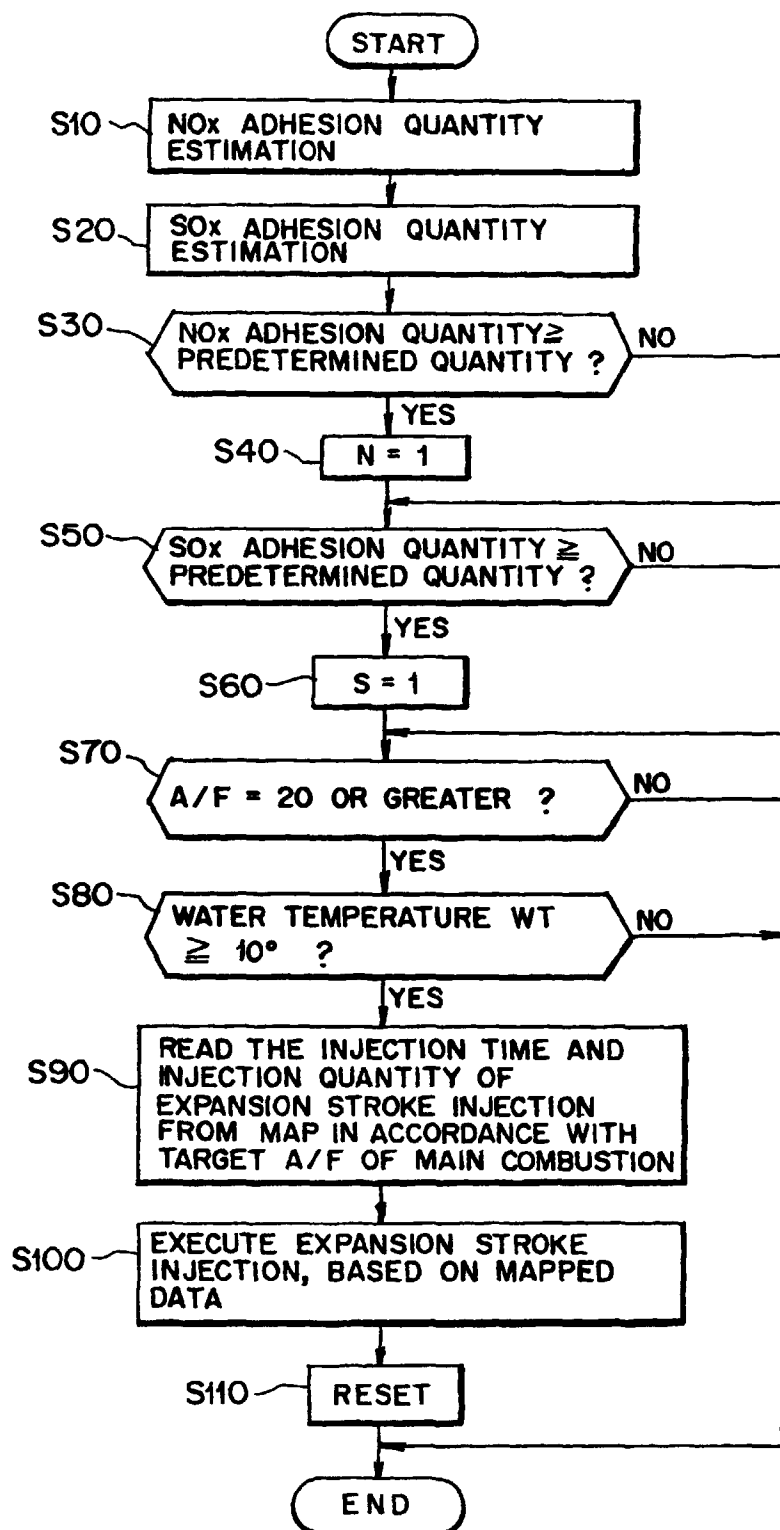 START
S10
NOx ADHESION QUANTITY
ESTIMATION
S20
SOx ADHESION QUANTITY
ESTIMATION
S30
NOx ADHESION QUANTITY ≧
PREDETERMINED QUANTITY ?
NO
YES
S40
N = 1
S50
SOx ADHESION QUANTITY ≧
PREDETERMINED QUANTITY ?
NO
YES
S60
S = 1
S70
A/F = 20 OR GREATER ?
NO
YES
S80
WATER TEMPERATURE WT
≧ 10° ?
NO
YES
S90
READ THE INJECTION TIME AND
INJECTION QUANTITY OF
EXPANSION STROKE INJECTION
FROM MAP IN ACCORDANCE WITH
TARGET A/F OF MAIN COMBUSTION
S100
EXECUTE EXPANSION STROKE
INJECTION, BASED ON MAPPED
DATA
S110
RESET
END